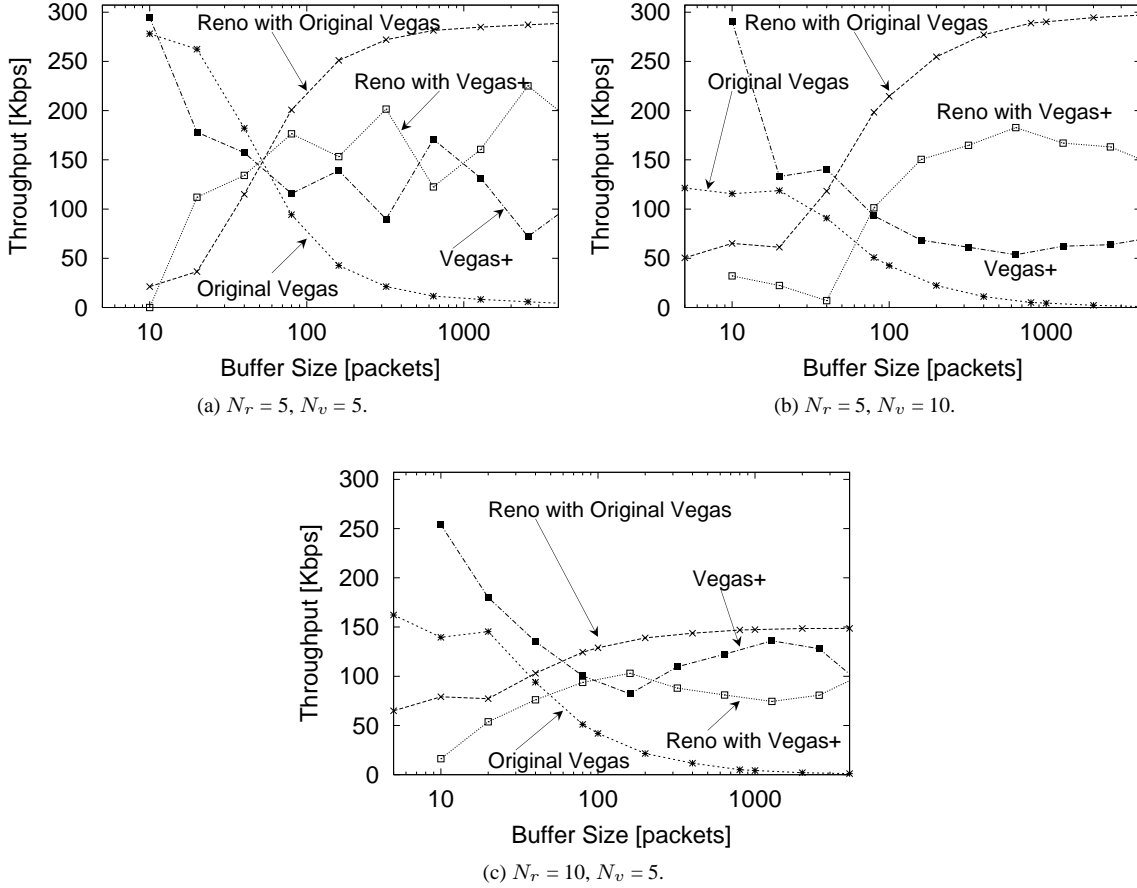 300
250
200
150
100
50
0
Throughput [Kbps]
Reno with Original Vegas
Reno with Vegas+
Vegas+
Original Vegas
10
100
1000
Buffer Size [packets]
(a) N_r = 5, N_v = 5.
300
250
200
150
100
50
0
Throughput [Kbps]
Reno with Original Vegas
Original Vegas
Reno with Vegas+
Vegas+
10
100
1000
Buffer Size [packets]
(b) N_r = 5, N_v = 10.
300
250
200
150
100
50
0
Throughput [Kbps]
Reno with Original Vegas
Vegas+
Reno with Vegas+
Original Vegas
10
100
1000
Buffer Size [packets]
(c) N_r = 10, N_v = 5.